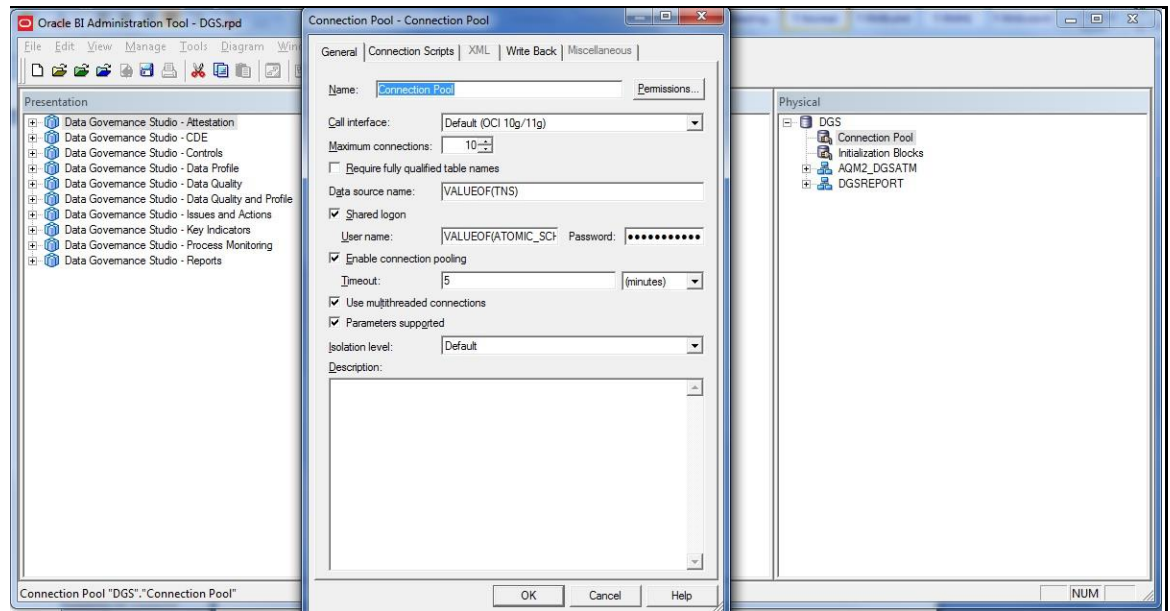 Oracle BI Administration Tool - DGS.rpd
File Edit View Manage Tools Diagram
Presentation
Data Governance Studio - Attestation
Data Governance Studio - CDE
Data Governance Studio - Controls
Data Governance Studio - Data Profile
Data Governance Studio - Data Quality
Data Governance Studio - Data Quality and Profile
Data Governance Studio - Issues and Actions
Data Governance Studio - Key Indicators
Data Governance Studio - Process Monitoring
Data Governance Studio - Reports
Connection Pool - Connection Pool
General Connection Scripts XML Write Back Miscellaneous
Name: Connection Pool Permissions...
Call interface: Default (OCI 10g/11g)
Maximum connections: 10
Require fully qualified table names
Data source name: VALUEOF(TNS)
Shared logon
User name: VALUEOF(ATOMIC_SCH Password: ●●●●●●●●●●●
Enable connection pooling
Timeout: 5 (minutes)
Use multithreaded connections
Parameters supported
Isolation level: Default
Description:
OK Cancel Help
Physical
DGS
Connection Pool
Initialization Blocks
AQM2_DGSATM
DGSREPORT
Connection Pool "DGS"."Connection Pool"
NUM